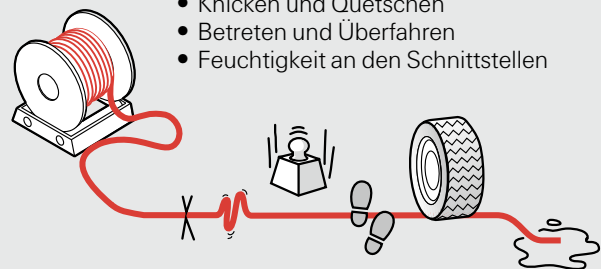 • Knicken und Quetschen
• Betreten und Überfahren
• Feuchtigkeit an den Schnittstellen